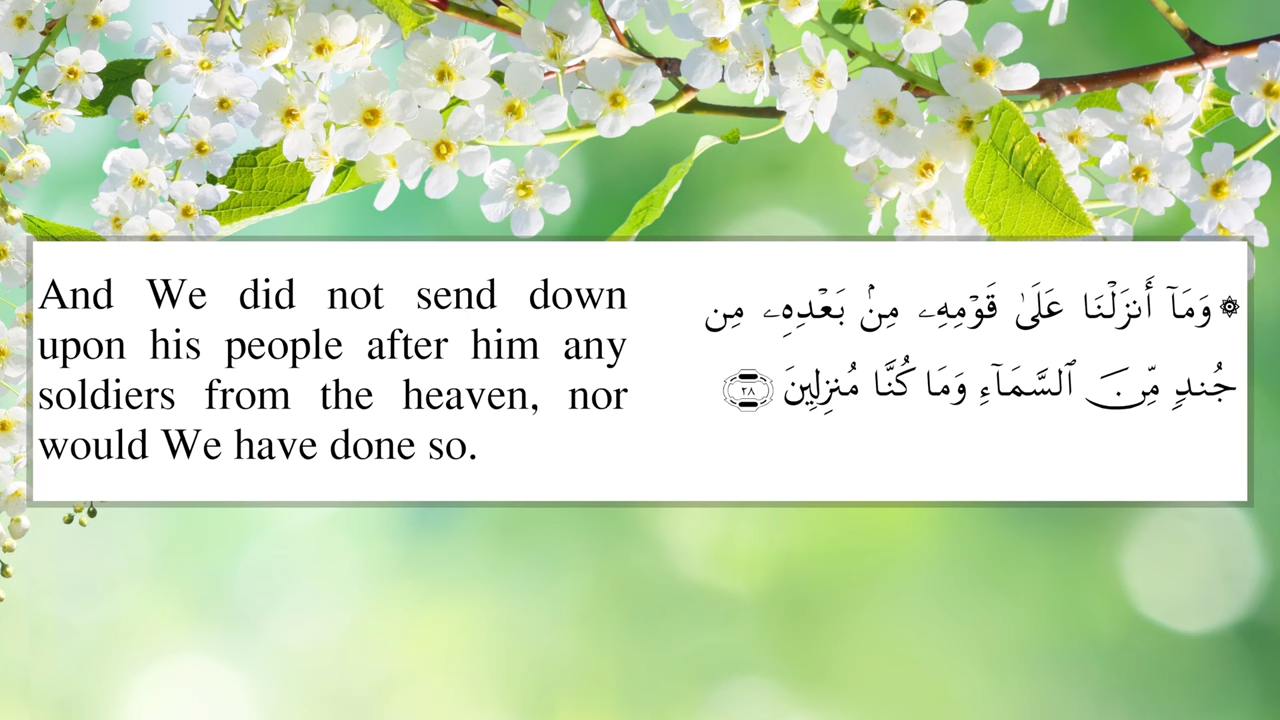 And We did not send down
upon his people after him any
soldiers from the heaven, nor
would We have done so.
۞ وَمَآ أَنزَلْنَا عَلَىٰ قَوْمِهِۦ مِنۢ بَعْدِهِۦ مِن
جُندٍۢ مِّنَ ٱلسَّمَآءِ وَمَا كُنَّا مُنزِلِينَ ٢٨